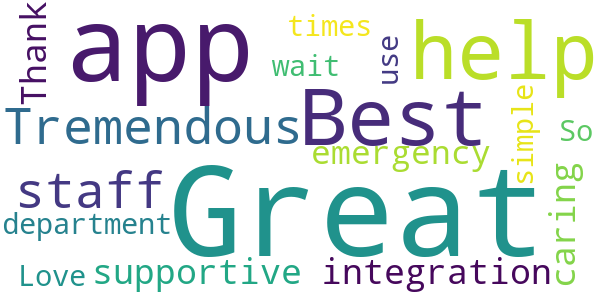 Thank
app
times
wait
use
help
Tremendous
Best
emergency
simple
So
staff
Great
caring
department
Love
supportive
integration